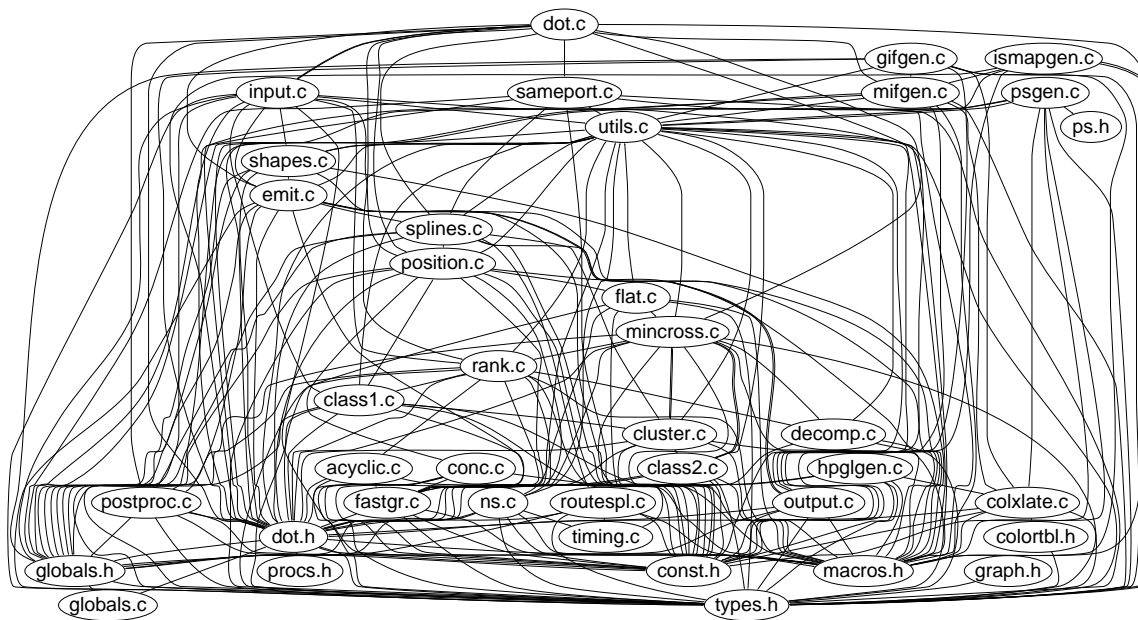 dot.c
gifgen.c
ismapgen.c
input.c
sameport.c
mifgen.c
psgen.c
utils.c
ps.h
shapes.c
emit.c
splines.c
position.c
flat.c
mincross.c
rank.c
class1.c
cluster.c
decomp.c
acyclic.c
conc.c
class2.c
hpglgen.c
postproc.c
fastgr.c
ns.c
routespl.c
output.c
colxlate.c
dot.h
timing.c
colortbl.h
globals.h
procs.h
const.h
macros.h
graph.h
globals.c
types.h